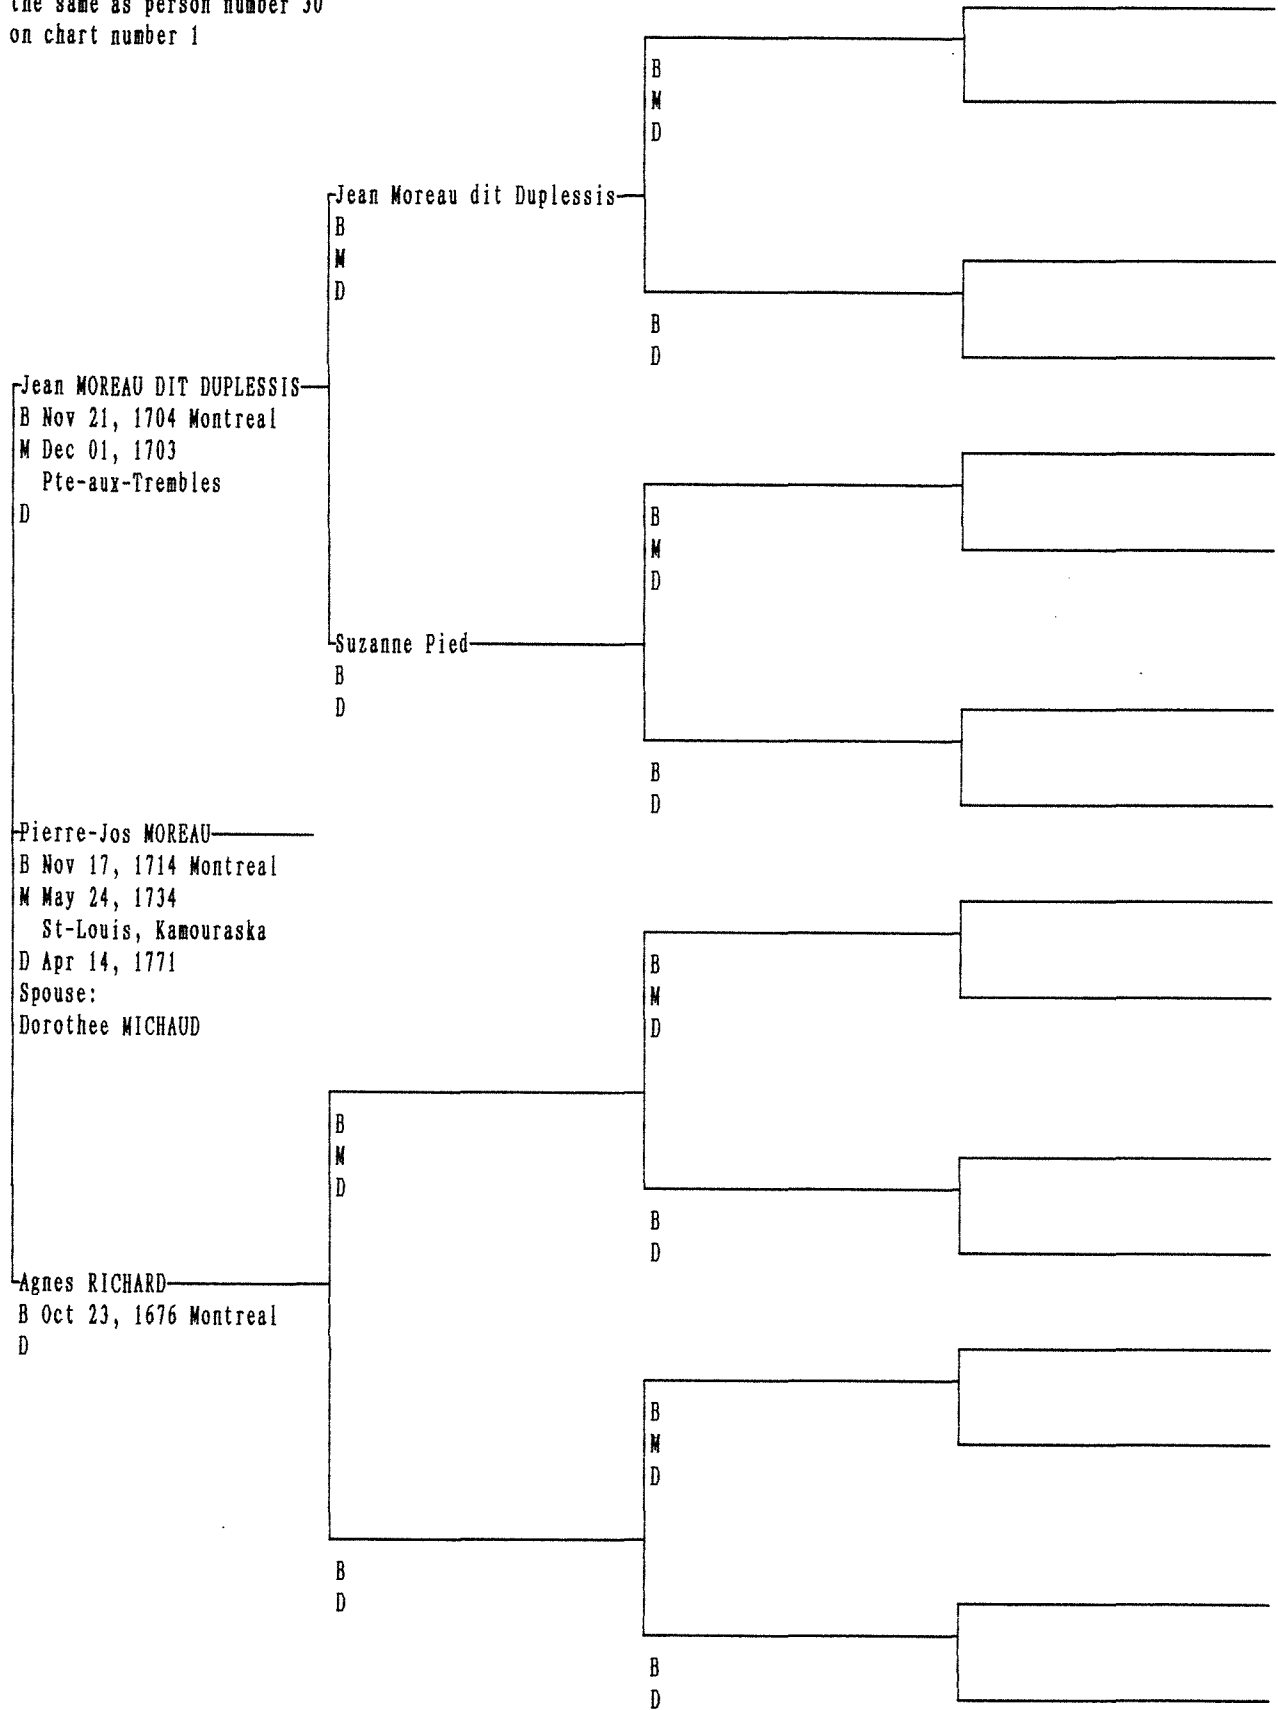 the same as person number 30
on chart number 1
B
M
D
Jean Moreau dit Duplessis
B
M
D
B
D
Jean MOREAU DIT DUPLESSIS
B Nov 21, 1704 Montreal
M Dec 01, 1703
Pte-aux-Trembles
D
B
M
D
Suzanne Pied
B
D
B
D
Pierre-Jos MOREAU
B Nov 17, 1714 Montreal
M May 24, 1734
St-Louis, Kamouraska
D Apr 14, 1771
Spouse:
Dorothee MICHAUD
B
M
D
B
M
D
B
D
Agnes RICHARD
B Oct 23, 1676 Montreal
D
B
M
D
B
D
B
D